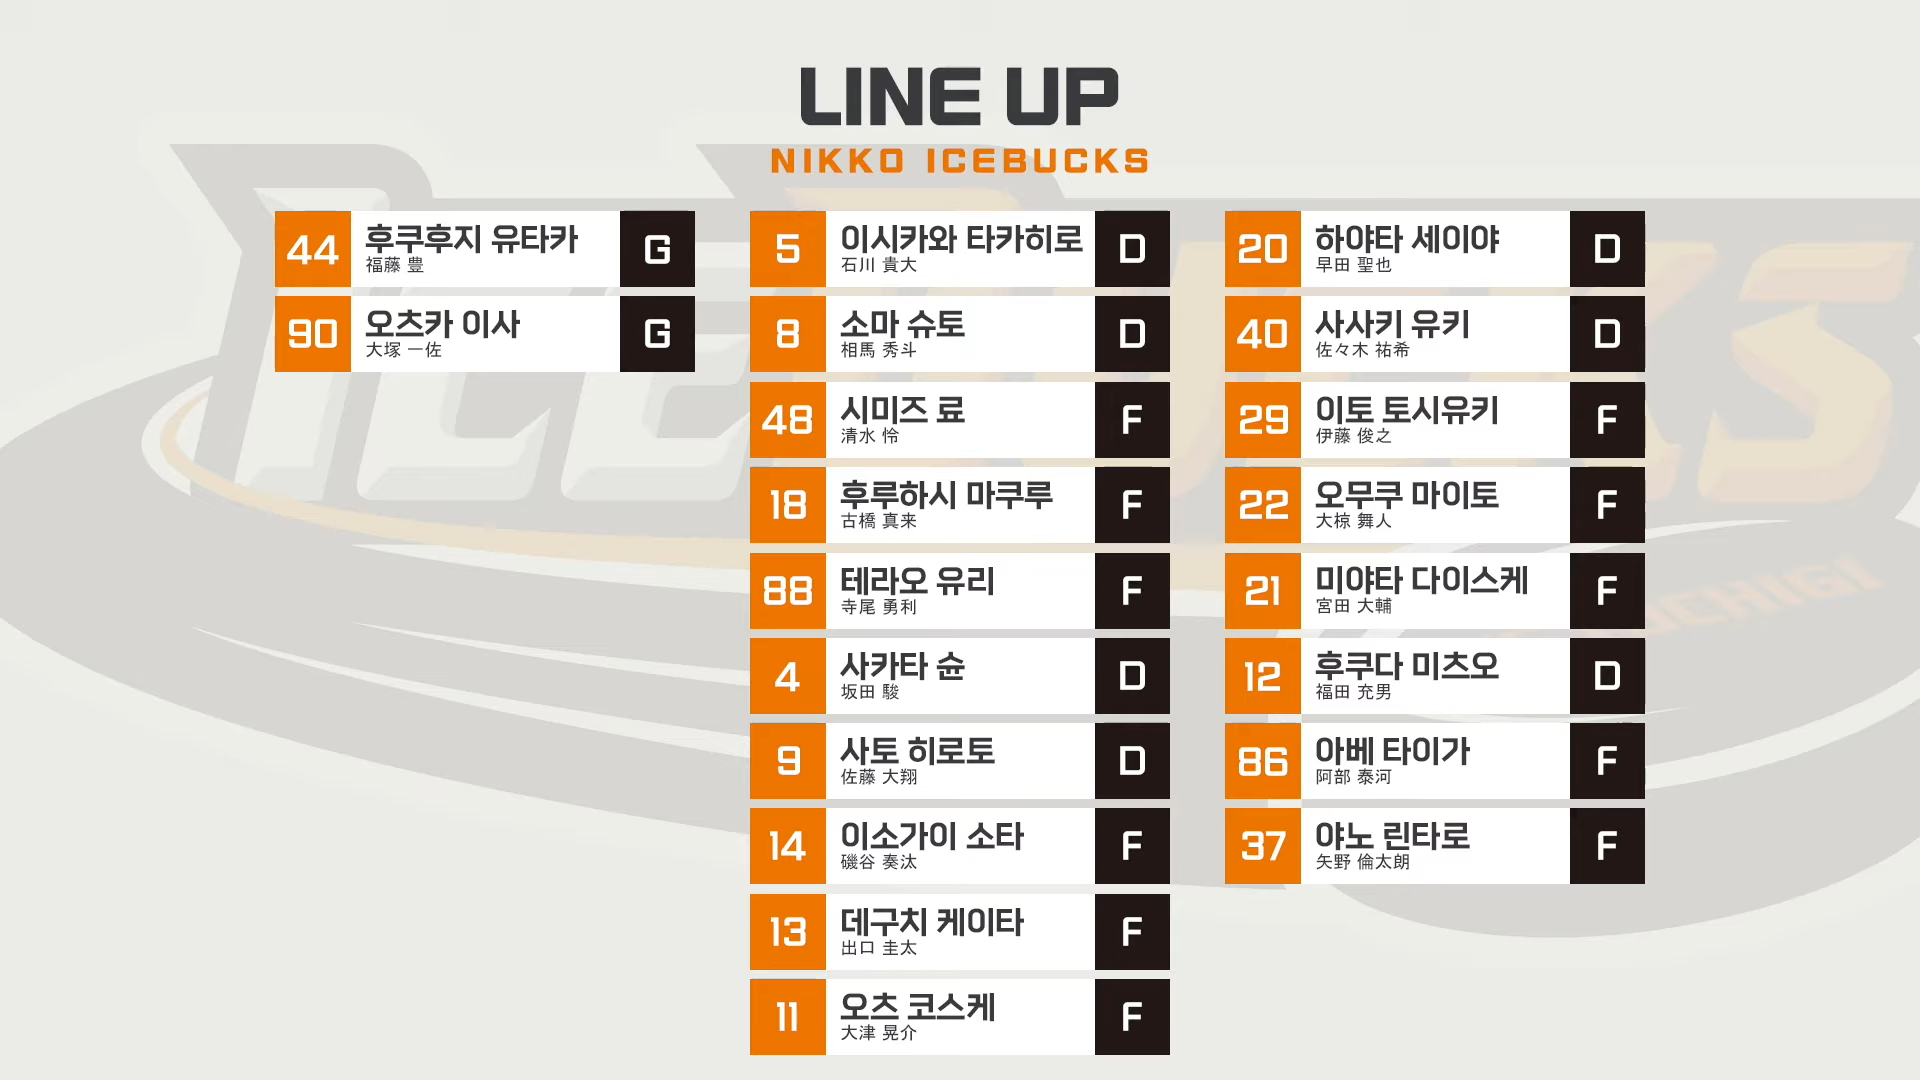 LINE UP
NIKKO ICEBUCKS
44 후쿠후지 유타카 G
福藤 豊
90 오츠카 이사 G
大塚 一佐
5 이시카와 타카히로 D
石川 貴大
8 소마 슈토 D
相馬 秀斗
48 시미즈 료 F
清水 怜
18 후루하시 마쿠루 F
古橋 真来
88 테라오 유리 F
寺尾 勇利
4 사카타 슌 D
坂田 駿
9 사토 히로토 D
佐藤 大翔
14 이소가이 소타 F
磯谷 奏汰
13 데구치 케이타 F
出口 圭太
11 오츠 코스케 F
大津 晃介
20 하야타 세이야 D
早田 聖也
40 사사키 유키 D
佐々木 祐希
29 이토 토시유키 F
伊藤 俊之
22 오무쿠 마이토 F
大椋 舞人
21 미야타 다이스케 F
宮田 大輔
12 후쿠다 미츠오 D
福田 充男
86 아베 타이가 F
阿部 泰河
37 야노 린타로 F
矢野 倫太朗